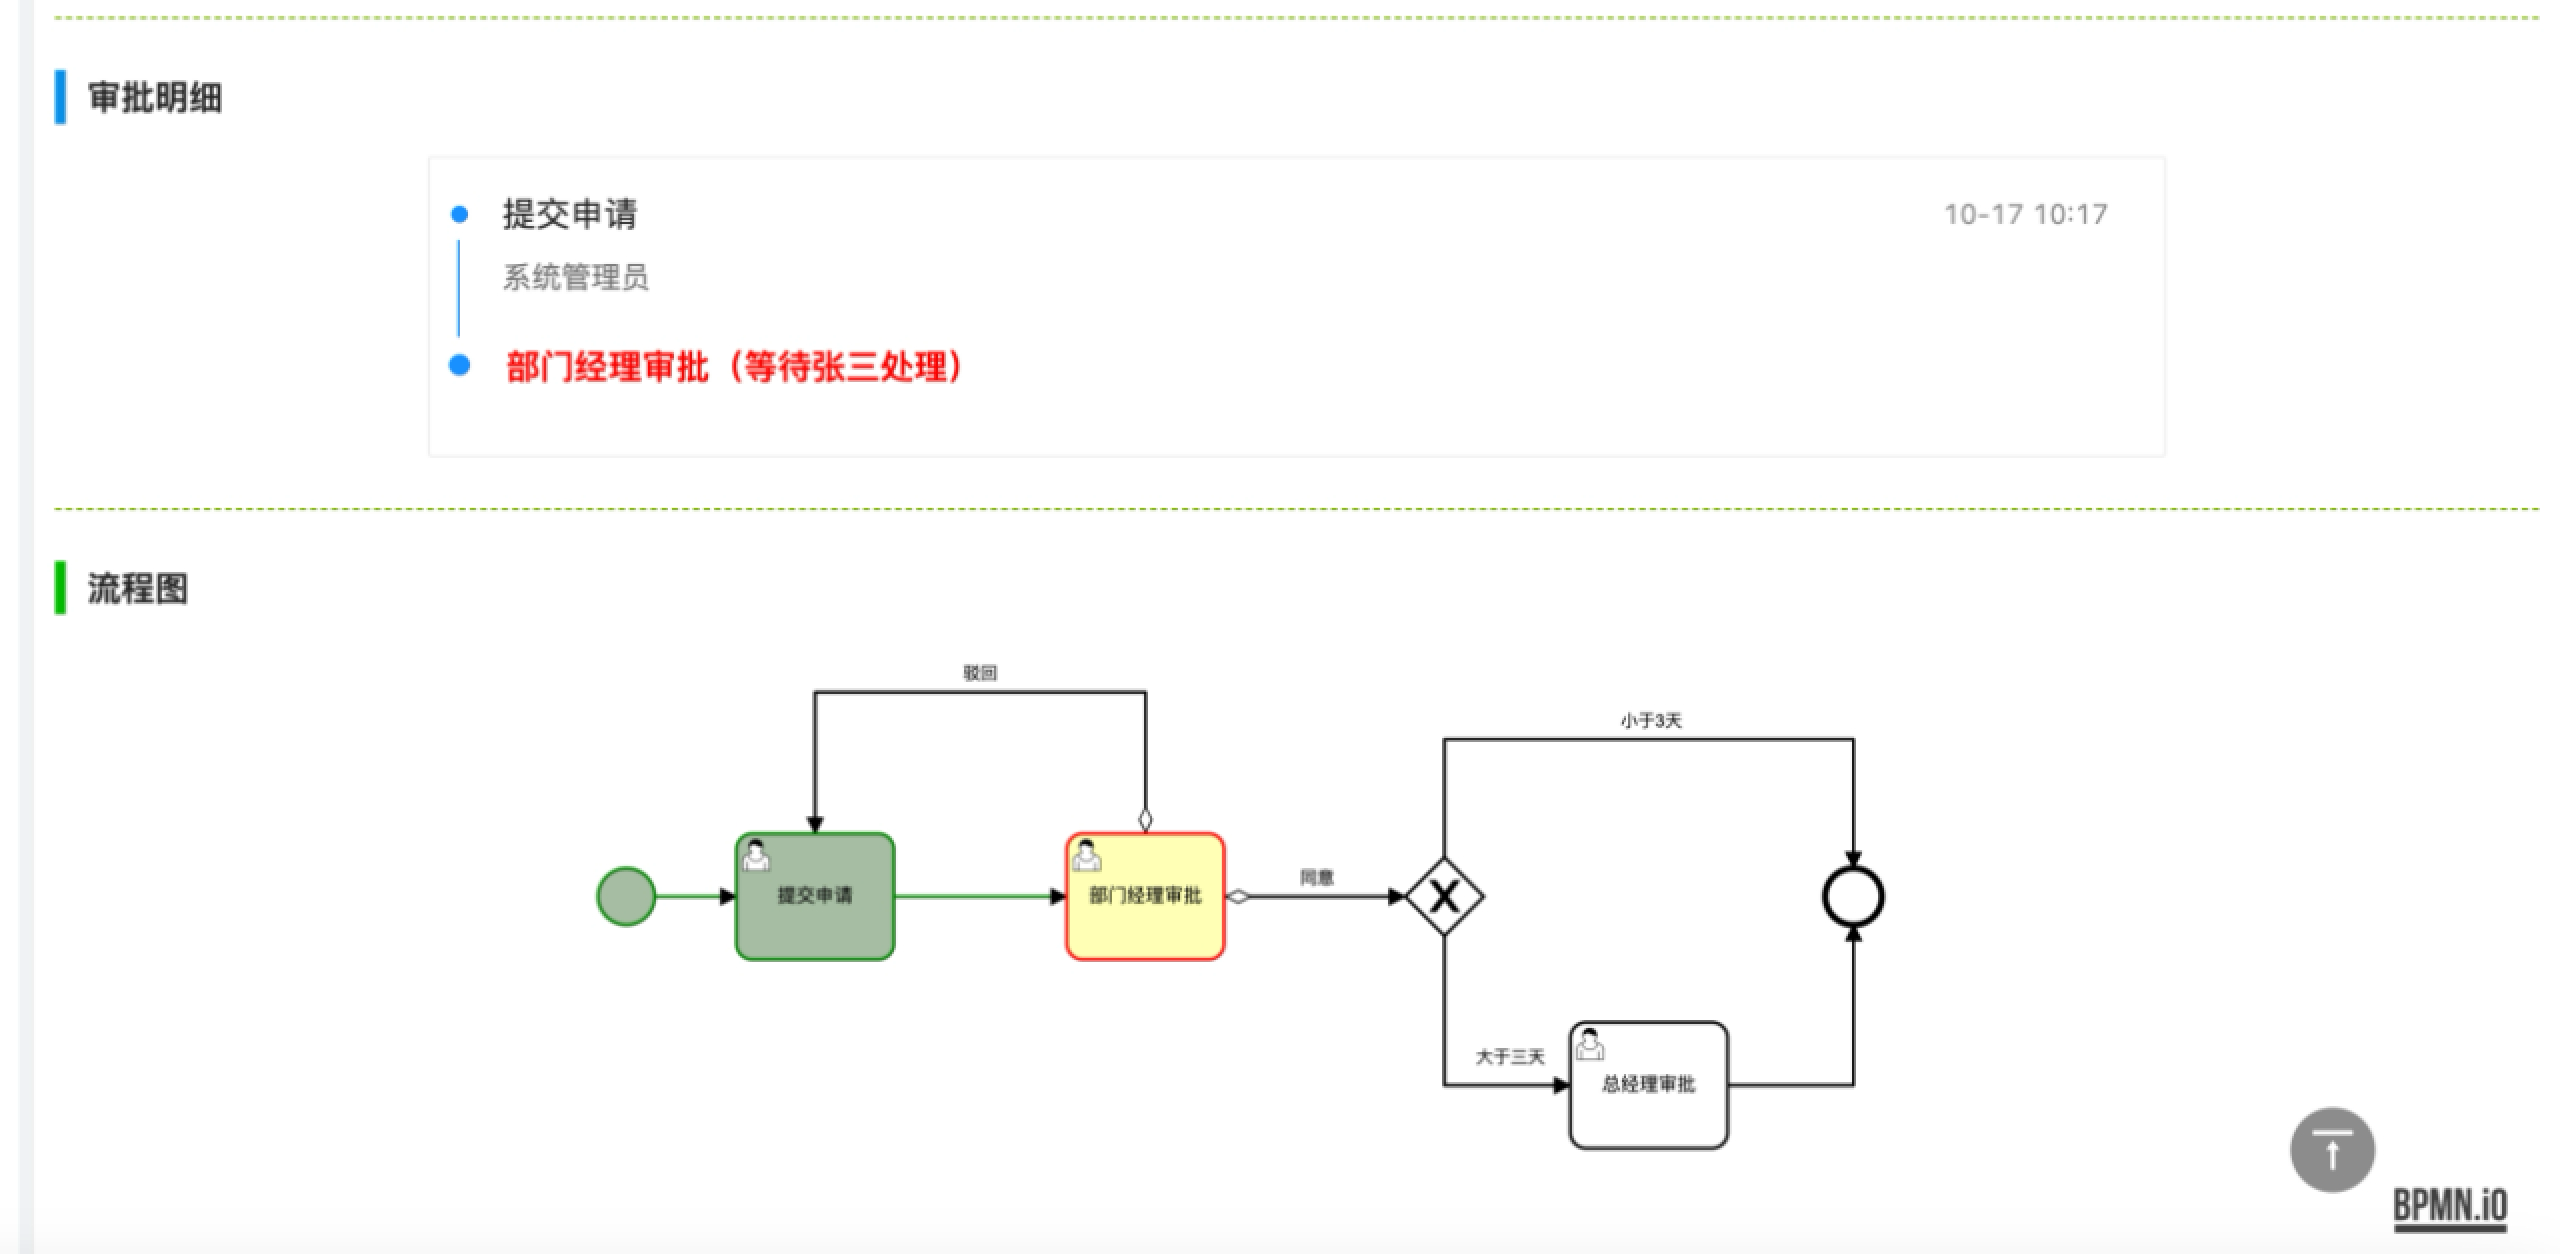 审批明细
提交申请
10-17 10:17
系统管理员
部门经理审批（等待张三处理）
流程图
驳回
小于3天
提交申请
部门经理审批
同意
X
大于三天
总经理审批
BPMN.iO